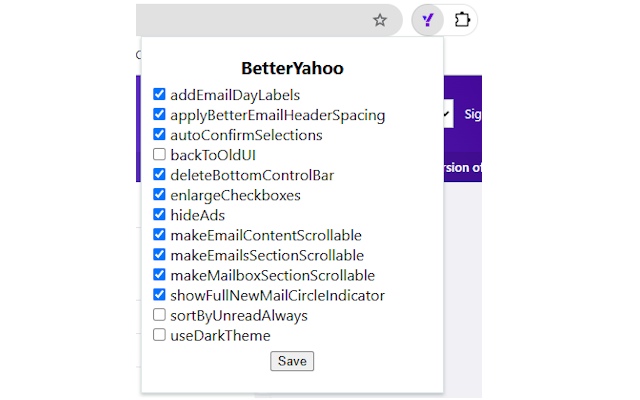 BetterYahoo
addEmailDayLabels
applyBetterEmailHeaderSpacing
autoConfirmSelections
backToOldUI
deleteBottomControlBar
enlargeCheckboxes
hideAds
makeEmailContentScrollable
makeEmailsSectionScrollable
makeMailboxSectionScrollable
showFullNewMailCircleIndicator
sortByUnreadAlways
useDarkTheme
Save
Sig
rsion of